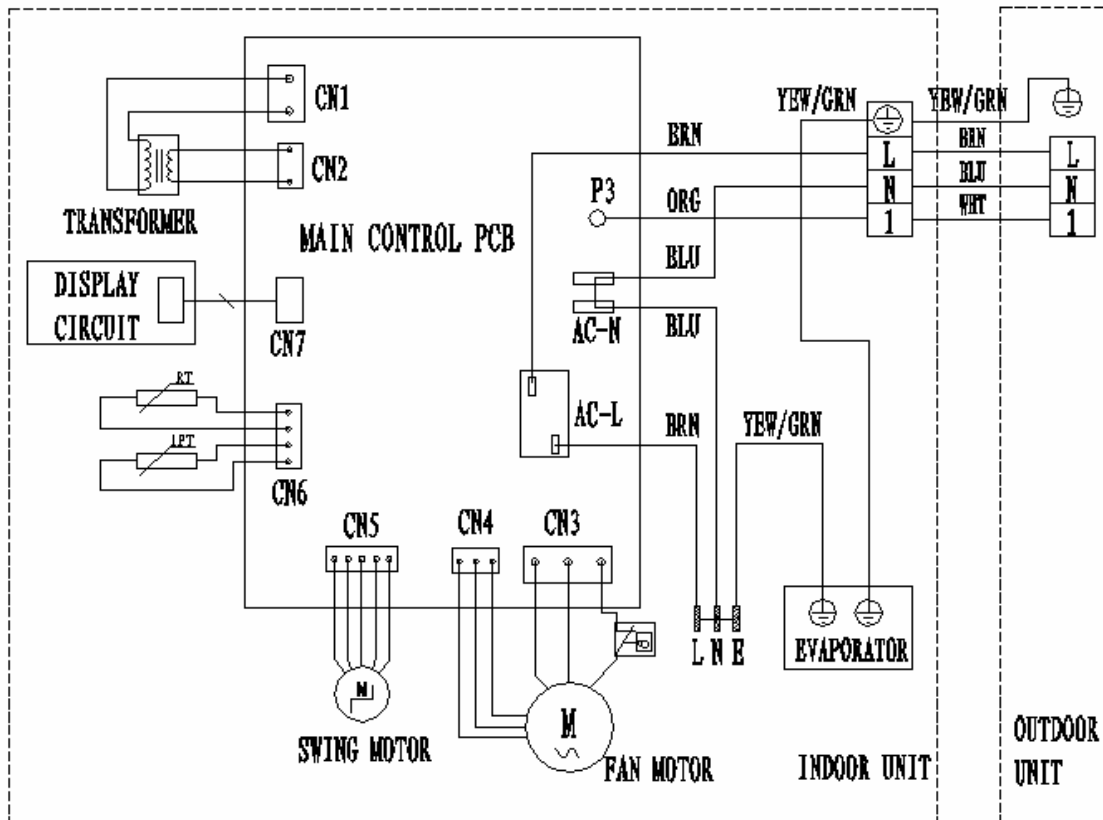 CN1
YEW/GRN
YEW/GRN
BRN
BRN
L
L
CN2
P3
BLU
N
N
ORG
WHT
1
1
TRANSFORMER
MAIN CONTROL PCB
BLU
DISPLAY
CIRCUIT
CN7
AC-N
BLU
RT
AC-L
BRN
YEW/GRN
IPT
CN6
CN5
CN4
CN3
L N E
EVAPORATOR
M
M
SWING MOTOR
FAN MOTOR
INDOOR UNIT
OUTDOOR
UNIT